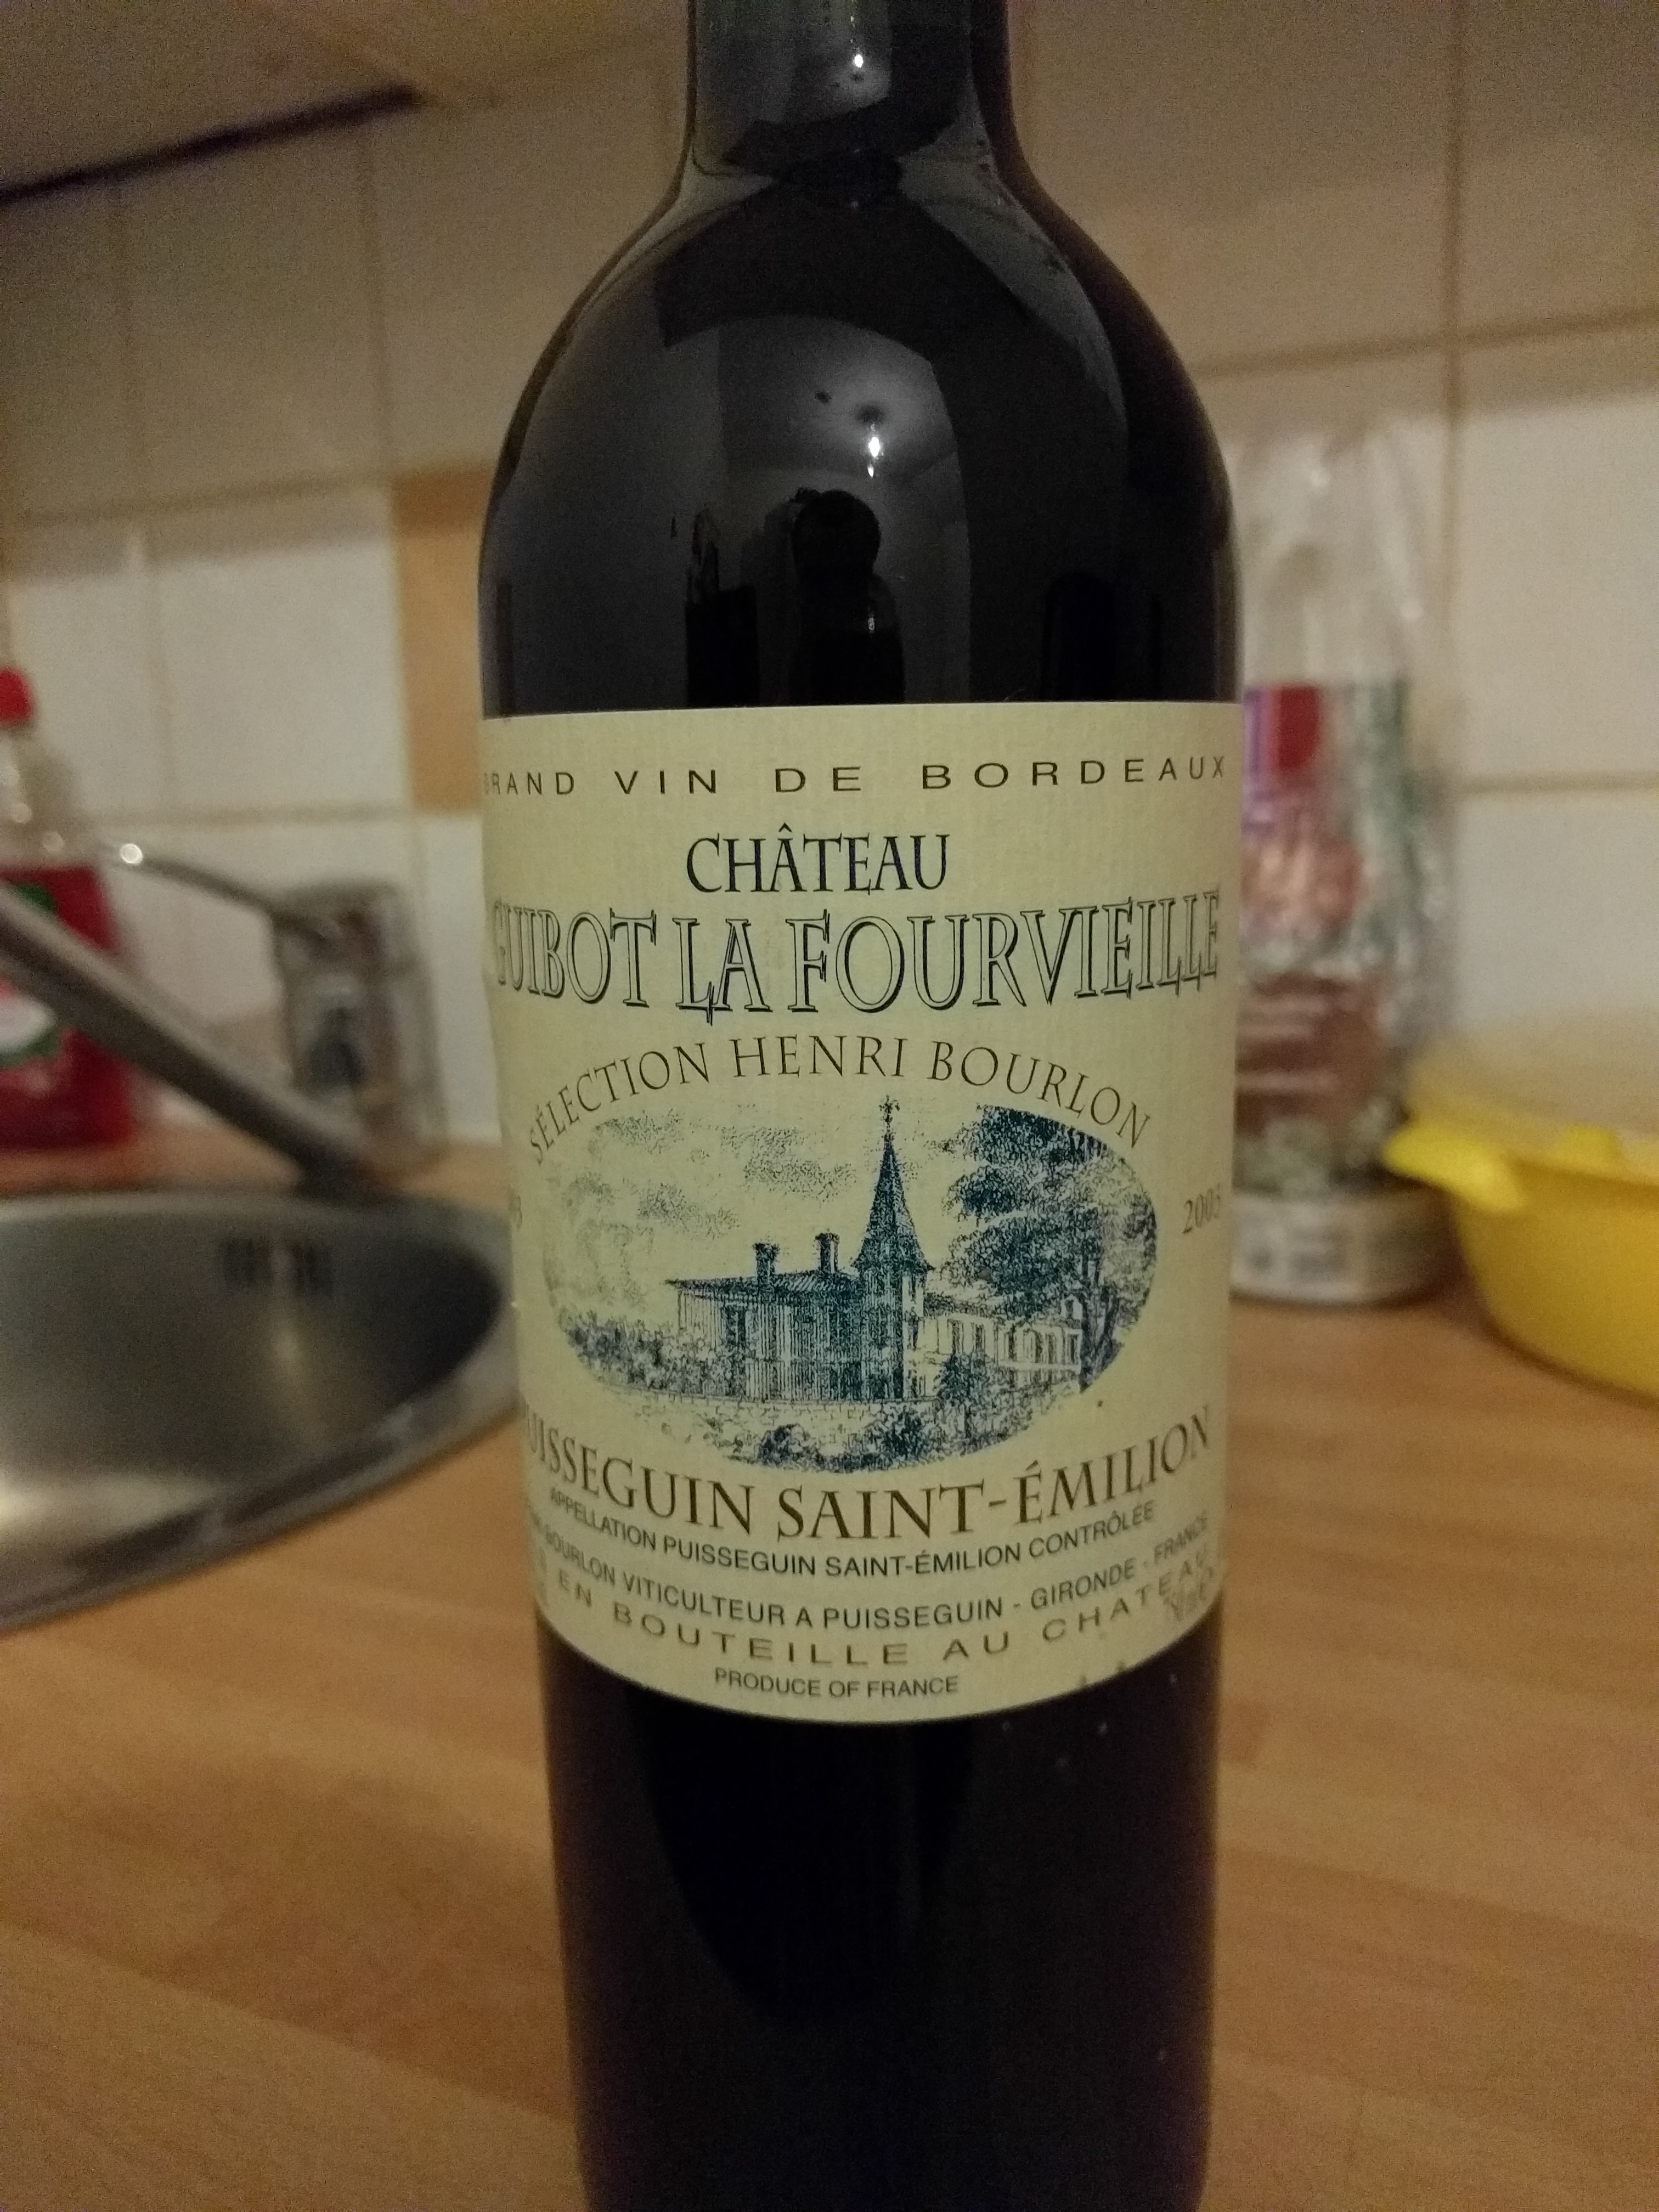 GRAND VIN DE BORDEAUX
CHÂTEAU
GUIBOT LA FOURVIEILLE
SÉLECTION HENRI BOURLON
PUISSEGUIN SAINT-ÉMILION
APPELLATION PUISSEGUIN SAINT-ÉMILION CONTRÔLÉE
BOURLON VITICULTEUR A PUISSEGUIN - GIRONDE - FRANCE
EN BOUTEILLE AU CHATEAU
PRODUCE OF FRANCE